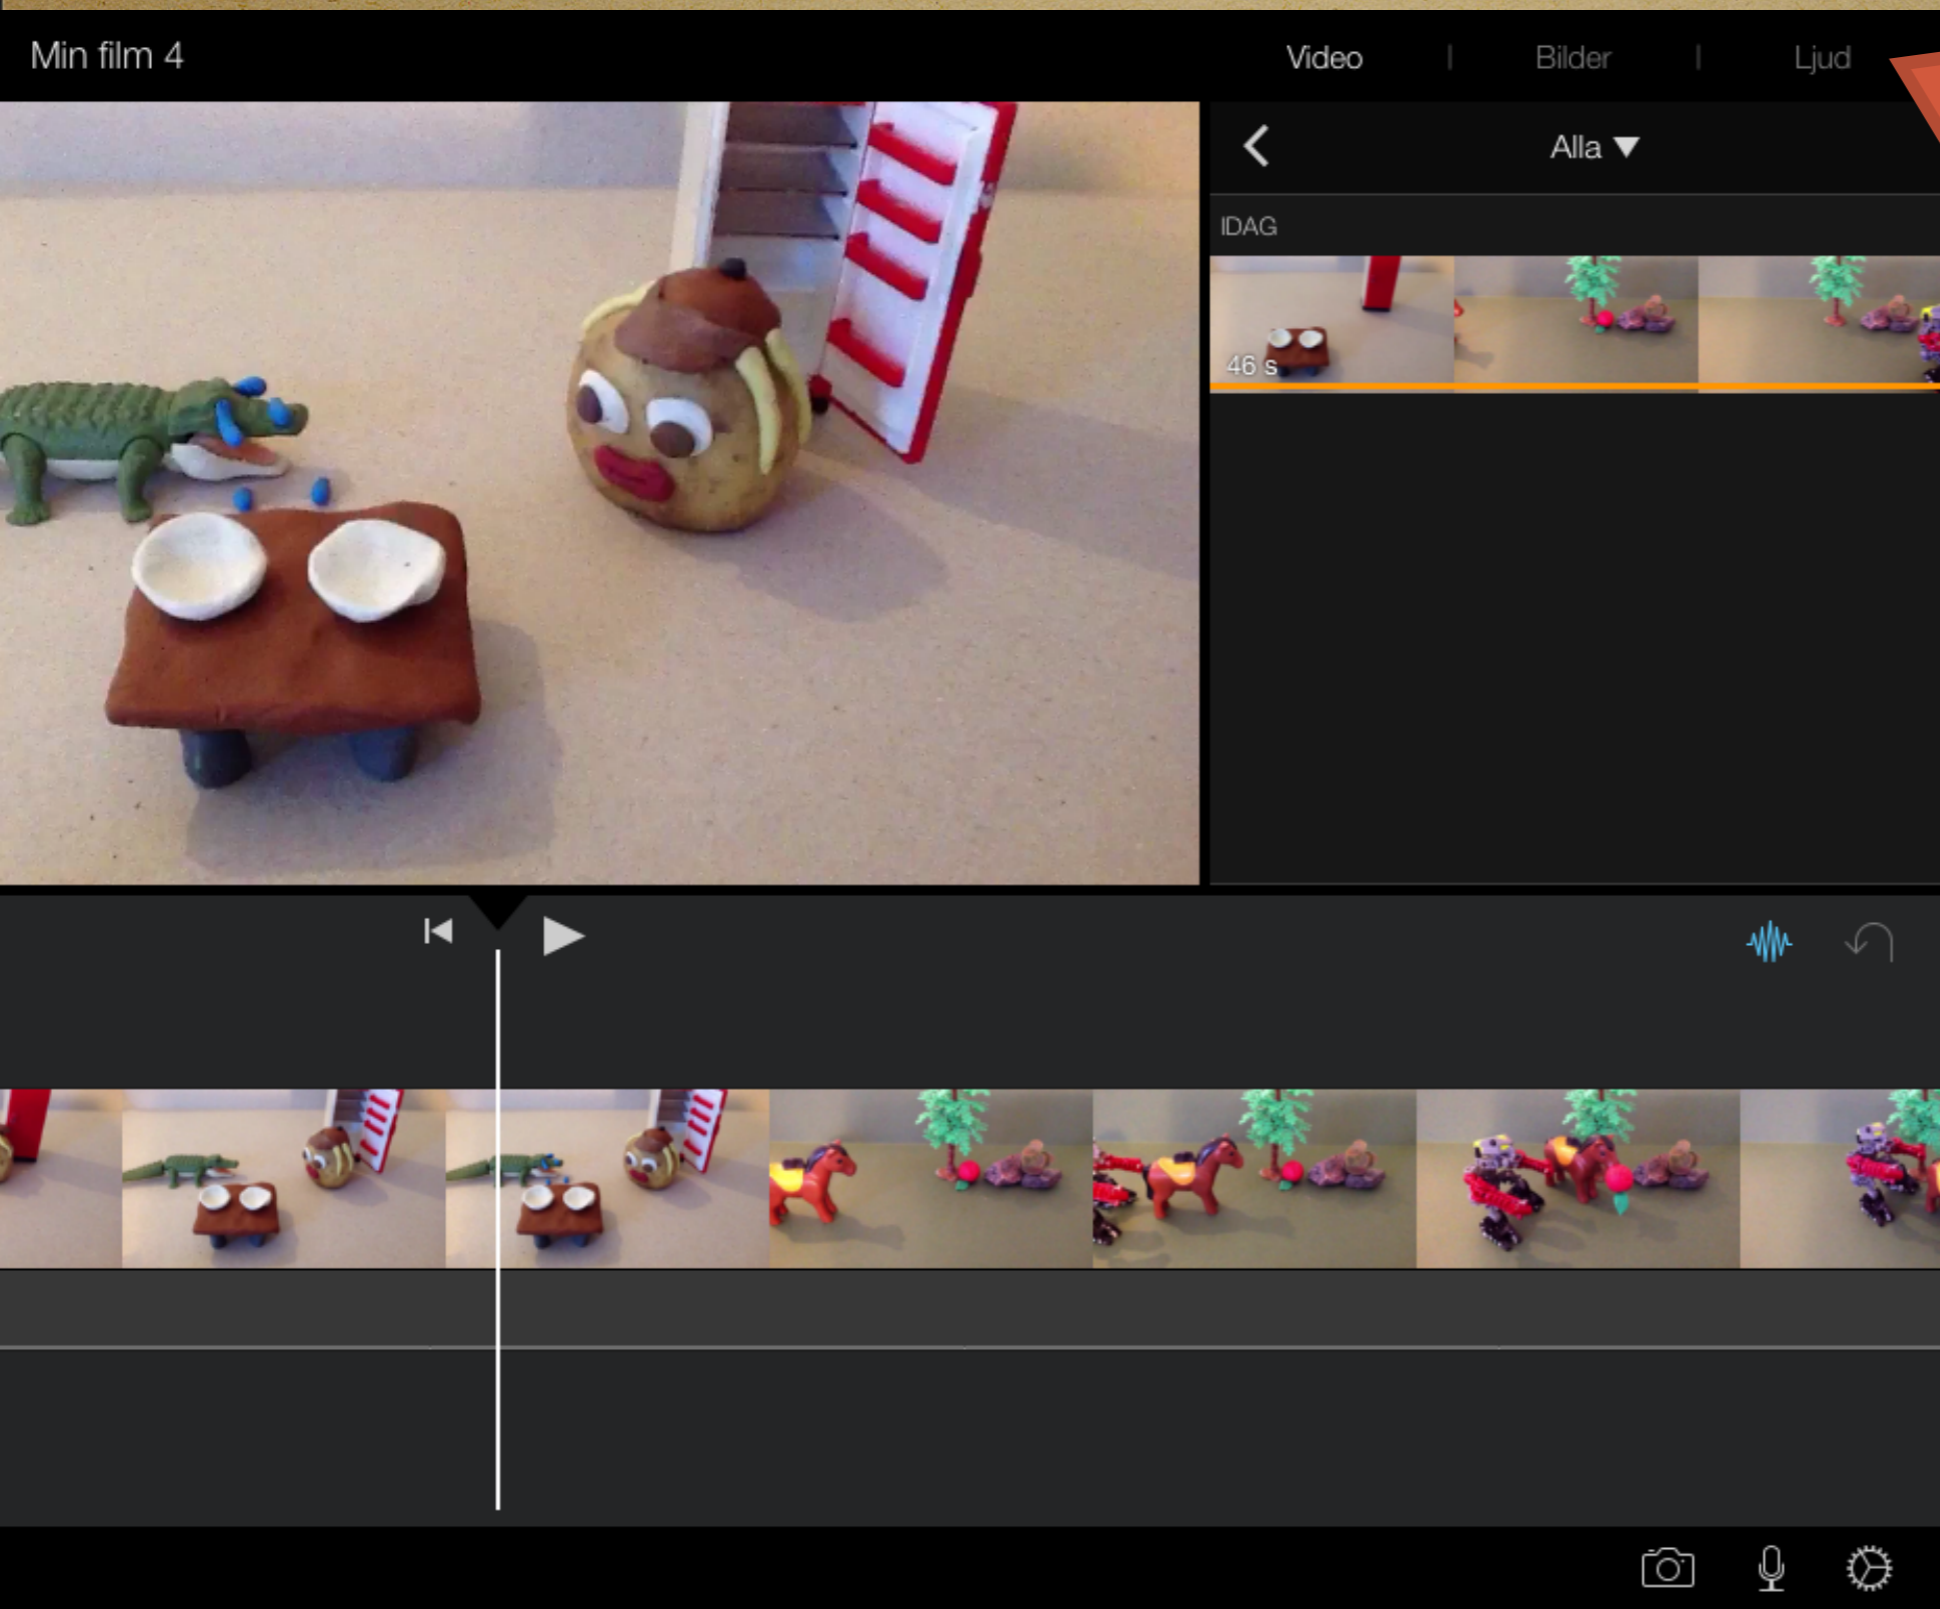 Min film 4
Video | Bilder | Ljud
Alla ▼
IDAG
46 s